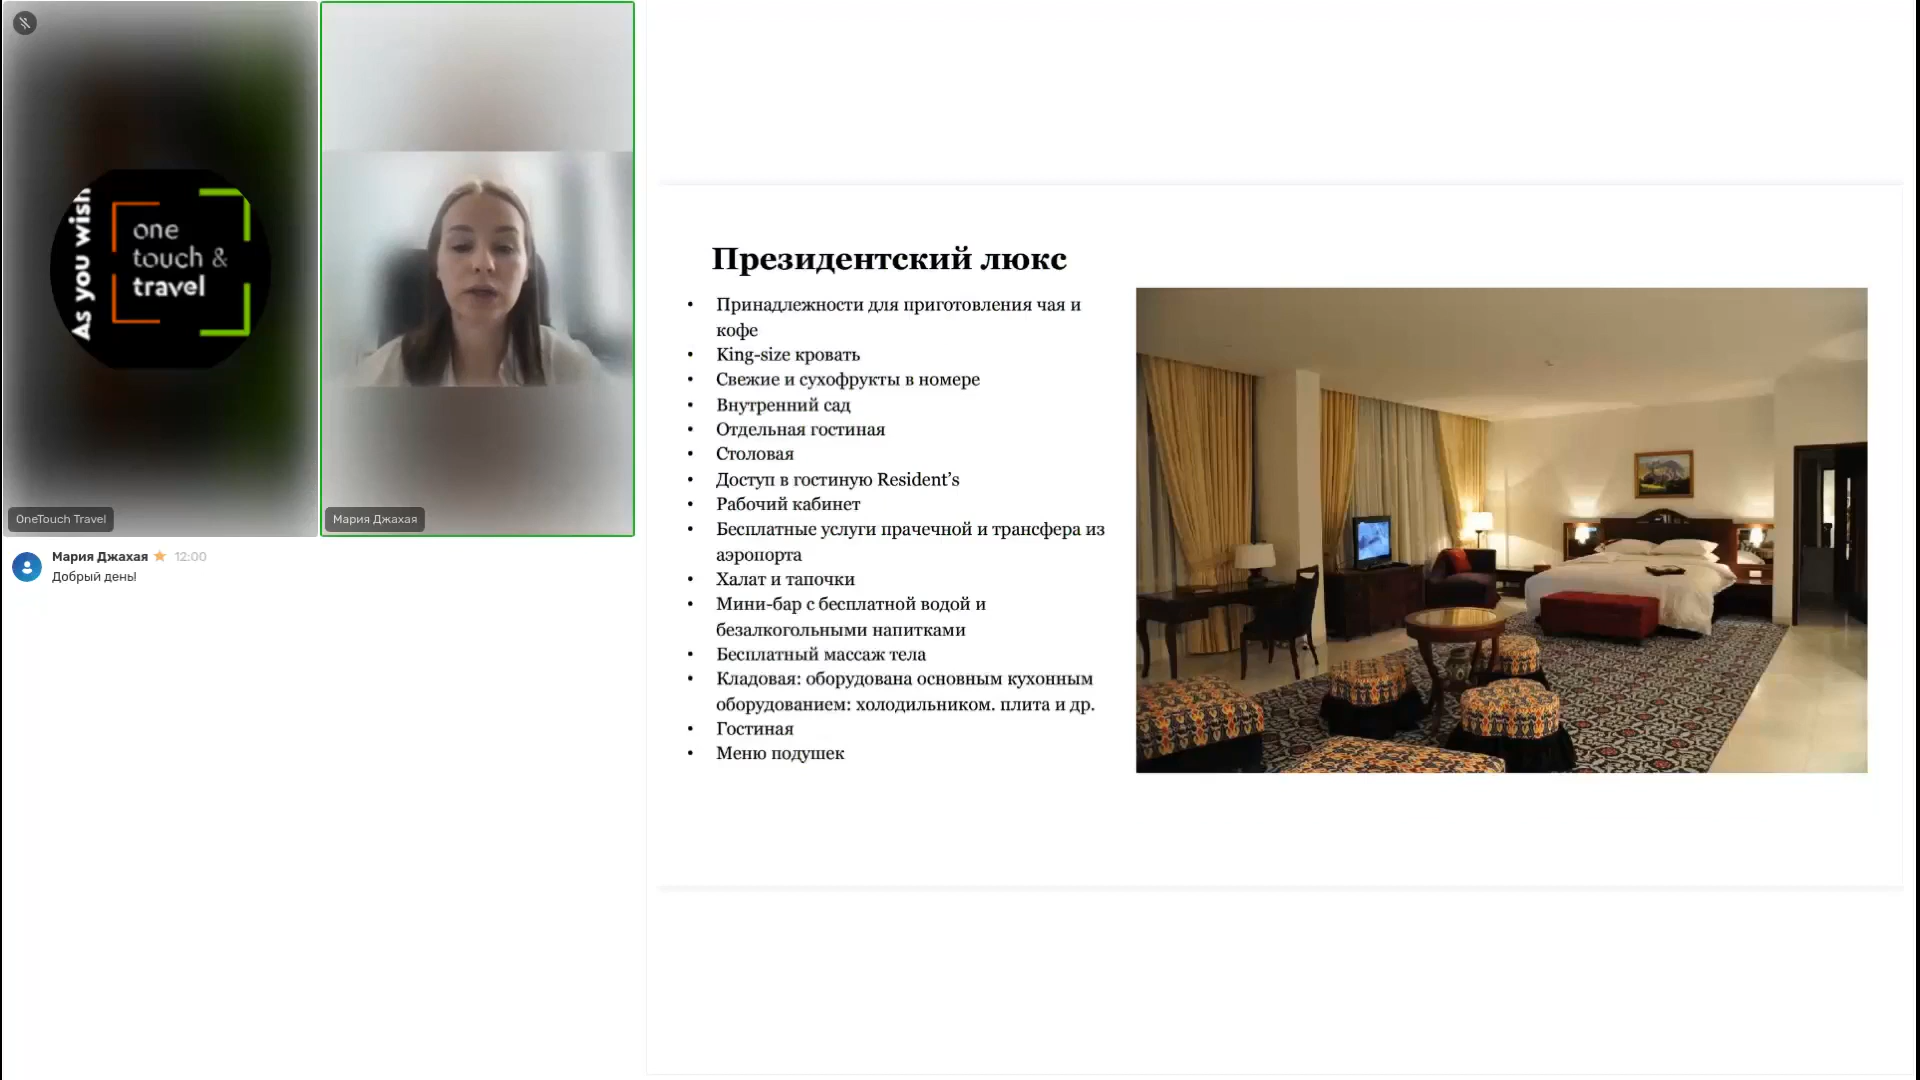 As you wish
one
touch &
travel
OneTouch Travel
Мария Джахая
Мария Джахая 12:00
Добрый день!
Президентский люкс
• Принадлежности для приготовления чая и
кофе
• King-size кровать
• Свежие и сухофрукты в номере
• Внутренний сад
• Отдельная гостиная
• Столовая
• Доступ в гостиную Resident’s
• Рабочий кабинет
• Бесплатные услуги прачечной и трансфера из
аэропорта
• Халат и тапочки
• Мини-бар с бесплатной водой и
безалкогольными напитками
• Бесплатный массаж тела
• Кладовая: оборудована основным кухонным
оборудованием: холодильником. плита и др.
• Гостиная
• Меню подушек